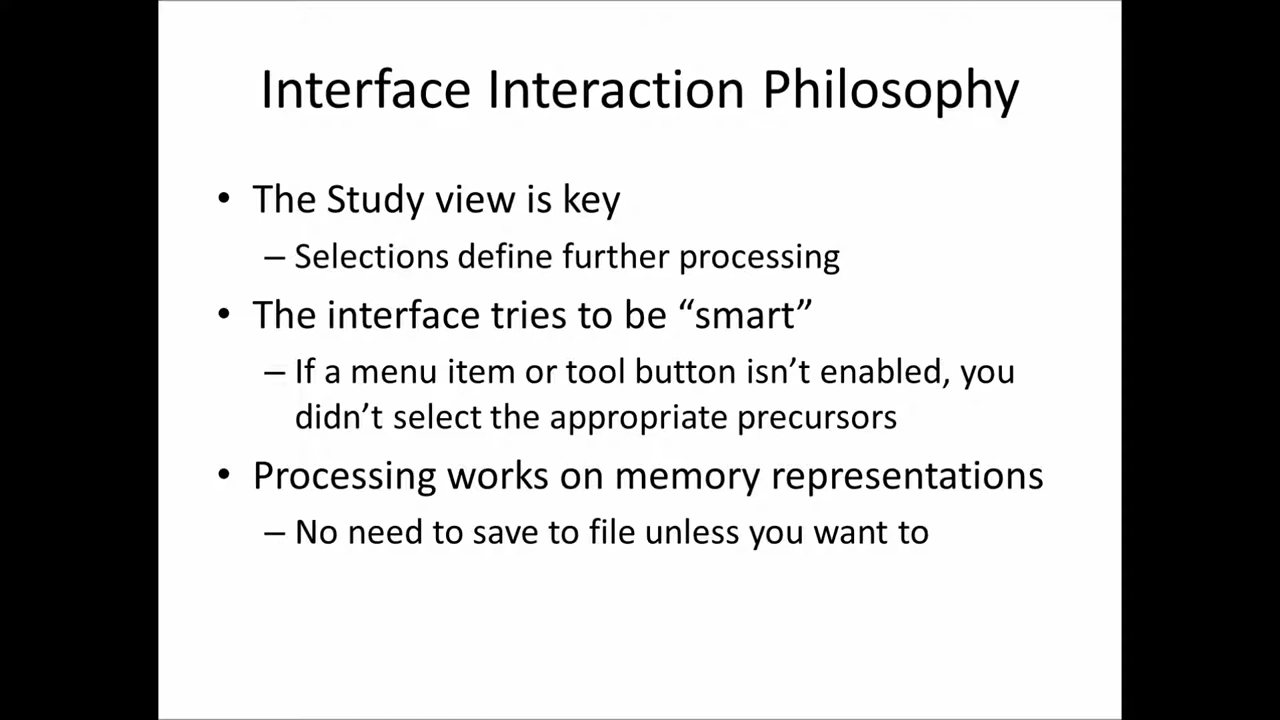 Interface Interaction Philosophy
• The Study view is key
– Selections define further processing
• The interface tries to be “smart”
– If a menu item or tool button isn’t enabled, you
didn’t select the appropriate precursors
• Processing works on memory representations
– No need to save to file unless you want to